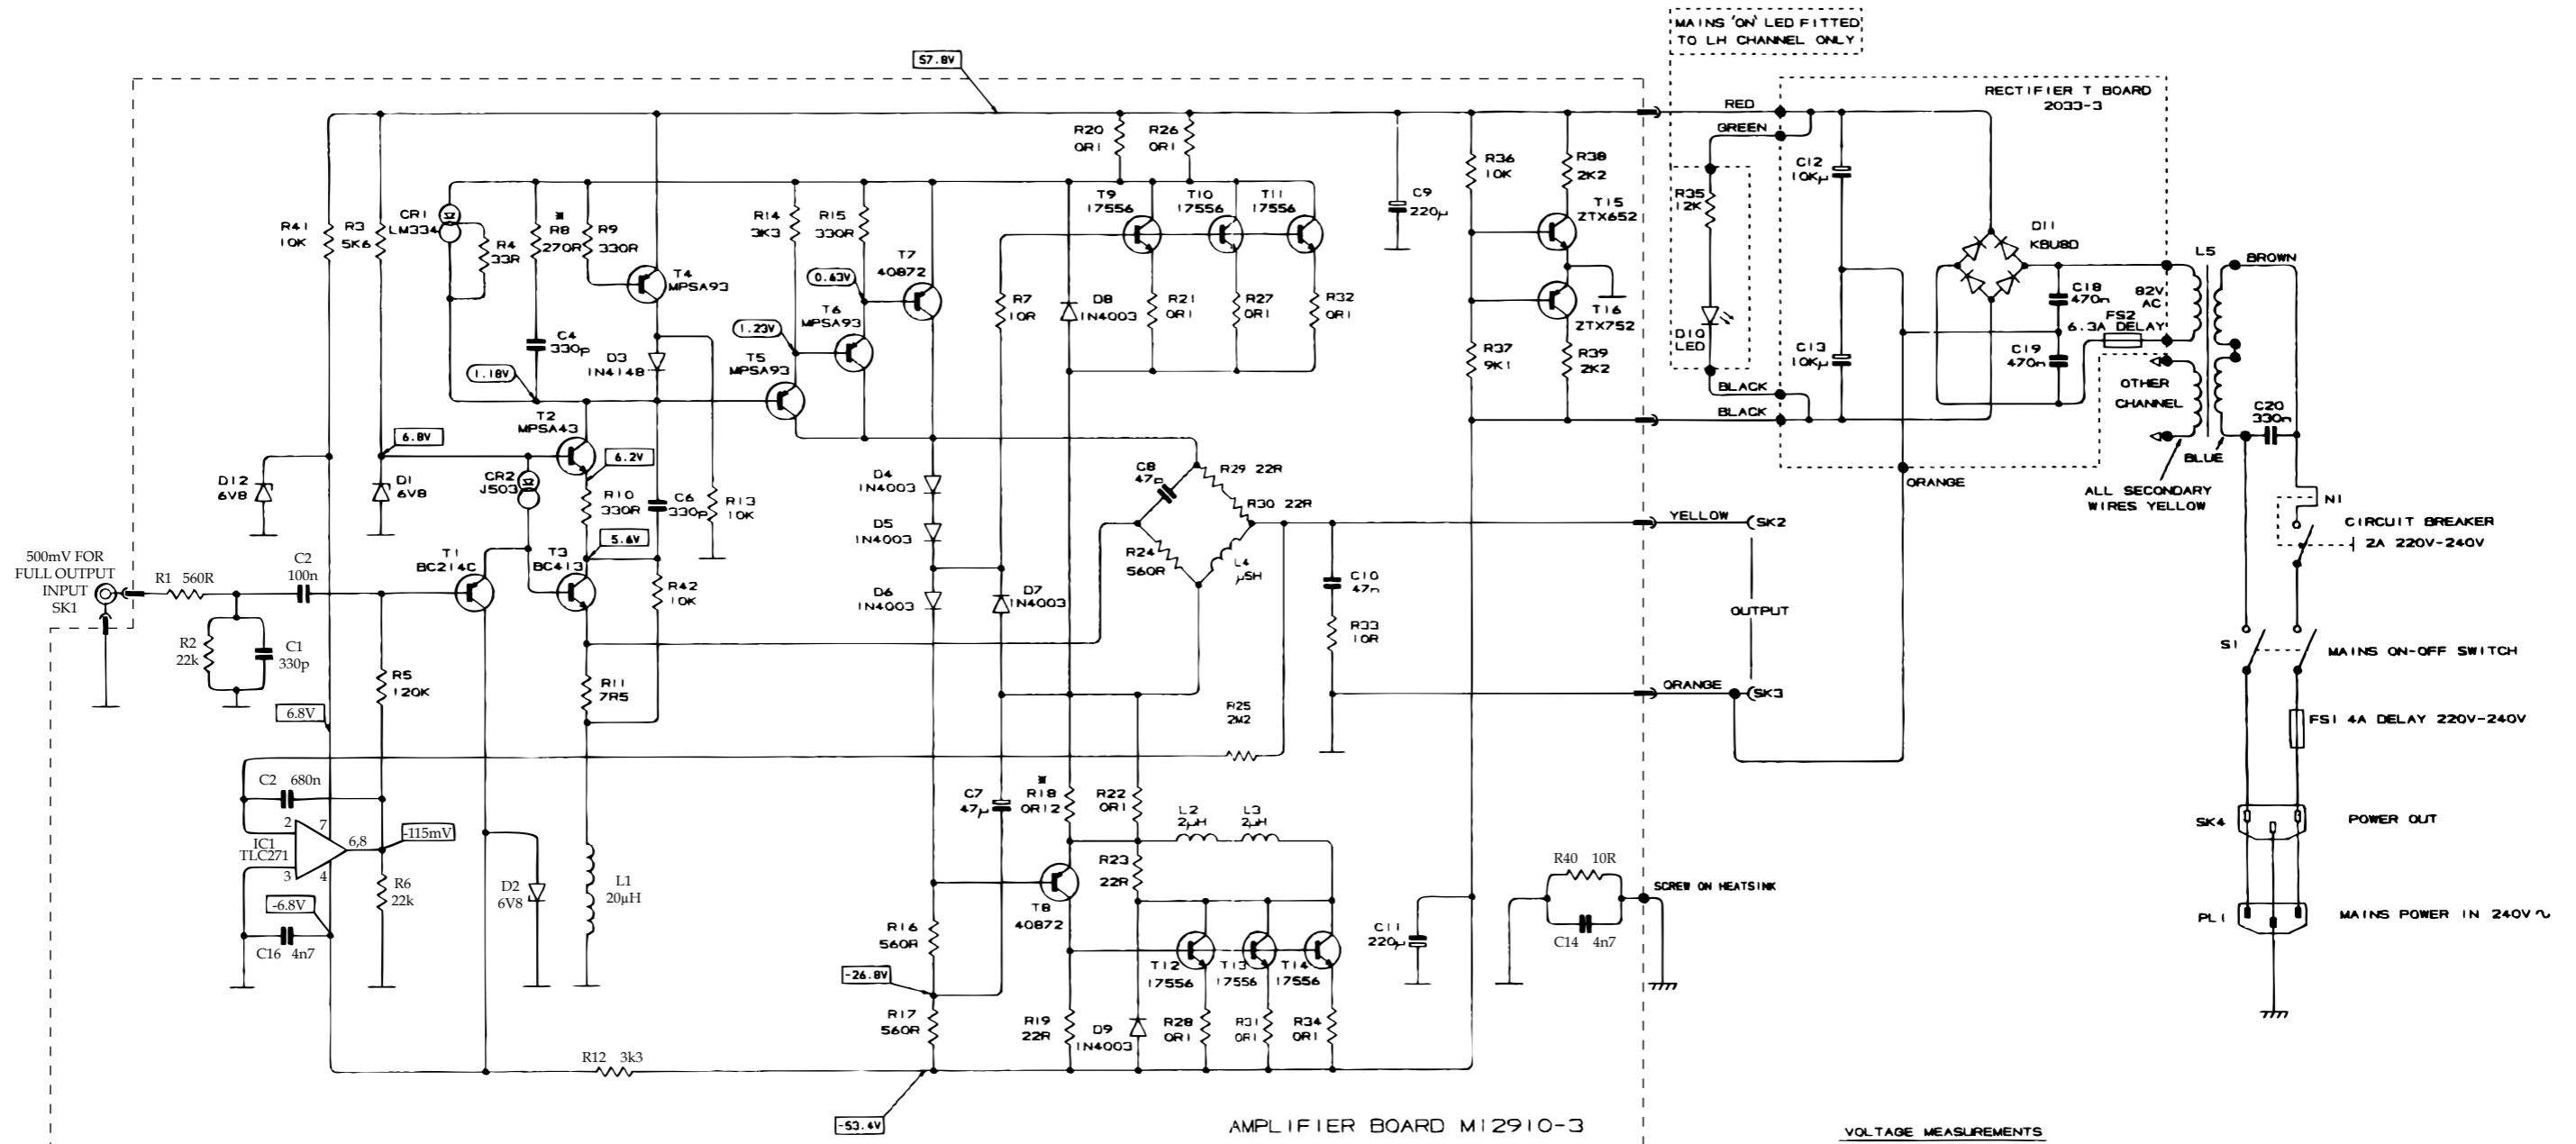 MAINS 'ON' LED FITTED
TO LH CHANNEL ONLY
57.8V
RECTIFIER T BOARD
2033-3
RED
GREEN
R20
0R1
R26
0R1
R36
10K
R38
2K2
C12
10Kµ
R41
10K
R3
5K6
CR1
LM334
R4
33R
※
R8
270R
R9
330R
T4
MPSA93
R14
3K3
R15
330R
T7
40872
0.63V
T9
17556
T10
17556
T11
17556
C9
220µ
T15
ZTX652
R35
12K
D11
KBU8D
L5
BROWN
R7
10R
D8
1N4003
R21
0R1
R27
0R1
R32
0R1
T16
ZTX752
D10
LED
C18
470n
82V
AC
FS2
6.3A DELAY
C4
330p
D3
1N4148
1.23V
T6
MPSA93
T5
MPSA93
1.18V
R37
9K1
R39
2K2
C13
10Kµ
C19
470n
OTHER
CHANNEL
BLACK
BLACK
C20
330n
BLUE
T2
MPSA43
6.8V
6.2V
D12
6V8
D1
6V8
CR2
J503
R10
330R
C6
330p
R13
10K
D4
1N4003
C8
47n
R29 22R
R30 22R
ORANGE
ALL SECONDARY
WIRES YELLOW
N1
CIRCUIT BREAKER
2A 220V-240V
D5
1N4003
R24
560R
L4
µ5H
YELLOW
SK2
5.6V
500mV FOR
FULL OUTPUT
INPUT
SK1
R1 560R
C2
100n
T1
BC214C
T3
BC413
R42
10K
D6
1N4003
D7
1N4003
C10
47n
OUTPUT
R2
22k
C1
330p
R33
10R
S1
MAINS ON-OFF SWITCH
R5
120K
R11
7R5
ORANGE
SK3
R25
2M2
6.8V
FS1 4A DELAY 220V-240V
C2 680n
C7
47µ
※
R18
0R12
R22
0R1
L2
2µH
L3
2µH
SK4
POWER OUT
2
7
IC1
TLC271
6,8
3
4
-115mV
R6
22k
D2
6V8
L1
20µH
R23
22R
T8
40872
R40 10R
SCREW ON HEATSINK
C14 4n7
-6.8V
C16 4n7
PL1
MAINS POWER IN 240V ~
R16
560R
C11
220µ
-26.8V
T12
17556
T13
17556
T14
17556
R17
560R
R19
22R
D9
1N4003
R28
0R1
R31
0R1
R34
0R1
R12 3k3
-53.4V
AMPLIFIER BOARD M12910-3
VOLTAGE MEASUREMENTS